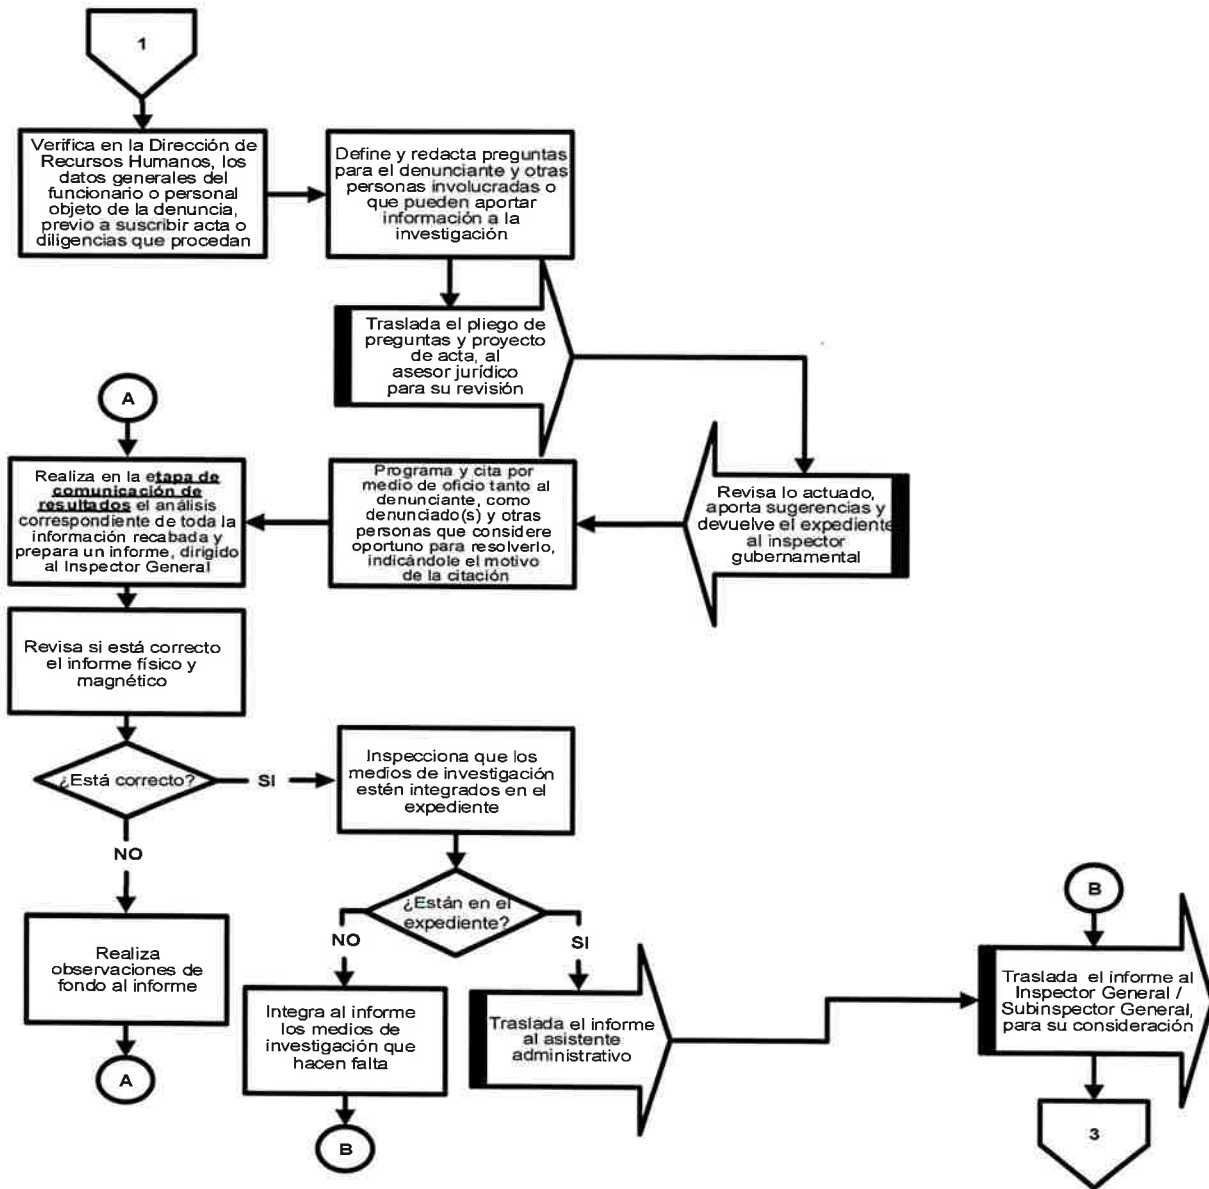 1
Verifica en la Dirección de
Recursos Humanos, los
datos generales del
funcionario o personal
objeto de la denuncia,
previo a suscribir acta o
diligencias que procedan
Define y redacta preguntas
para el denunciante y otras
personas involucradas o
que pueden aportar
información a la
investigación
Traslada el pliego de
preguntas y proyecto
de acta, al
asesor jurídico
para su revisión
Revisa lo actuado,
aporta sugerencias y
devuelve el expediente
al inspector
gubernamental
Programa y cita por
medio de oficio tanto al
denunciante, como
denunciado(s) y otras
personas que considere
oportuno para resolverlo,
indicándole el motivo
de la citación
A
Realiza en la etapa de
comunicación de
resultados el análisis
correspondiente de toda la
información recabada y
prepara un informe, dirigido
al Inspector General
Revisa si está correcto
el informe físico y
magnético
¿Está correcto?
SI
NO
Realiza
observaciones de
fondo al informe
A
Inspecciona que los
medios de investigación
estén integrados en el
expediente
¿Están en el
expediente?
NO
SI
Integra al informe
los medios de
investigación que
hacen falta
B
Traslada el informe
al asistente
administrativo
B
Traslada el informe al
Inspector General /
Subinspector General,
para su consideración
3